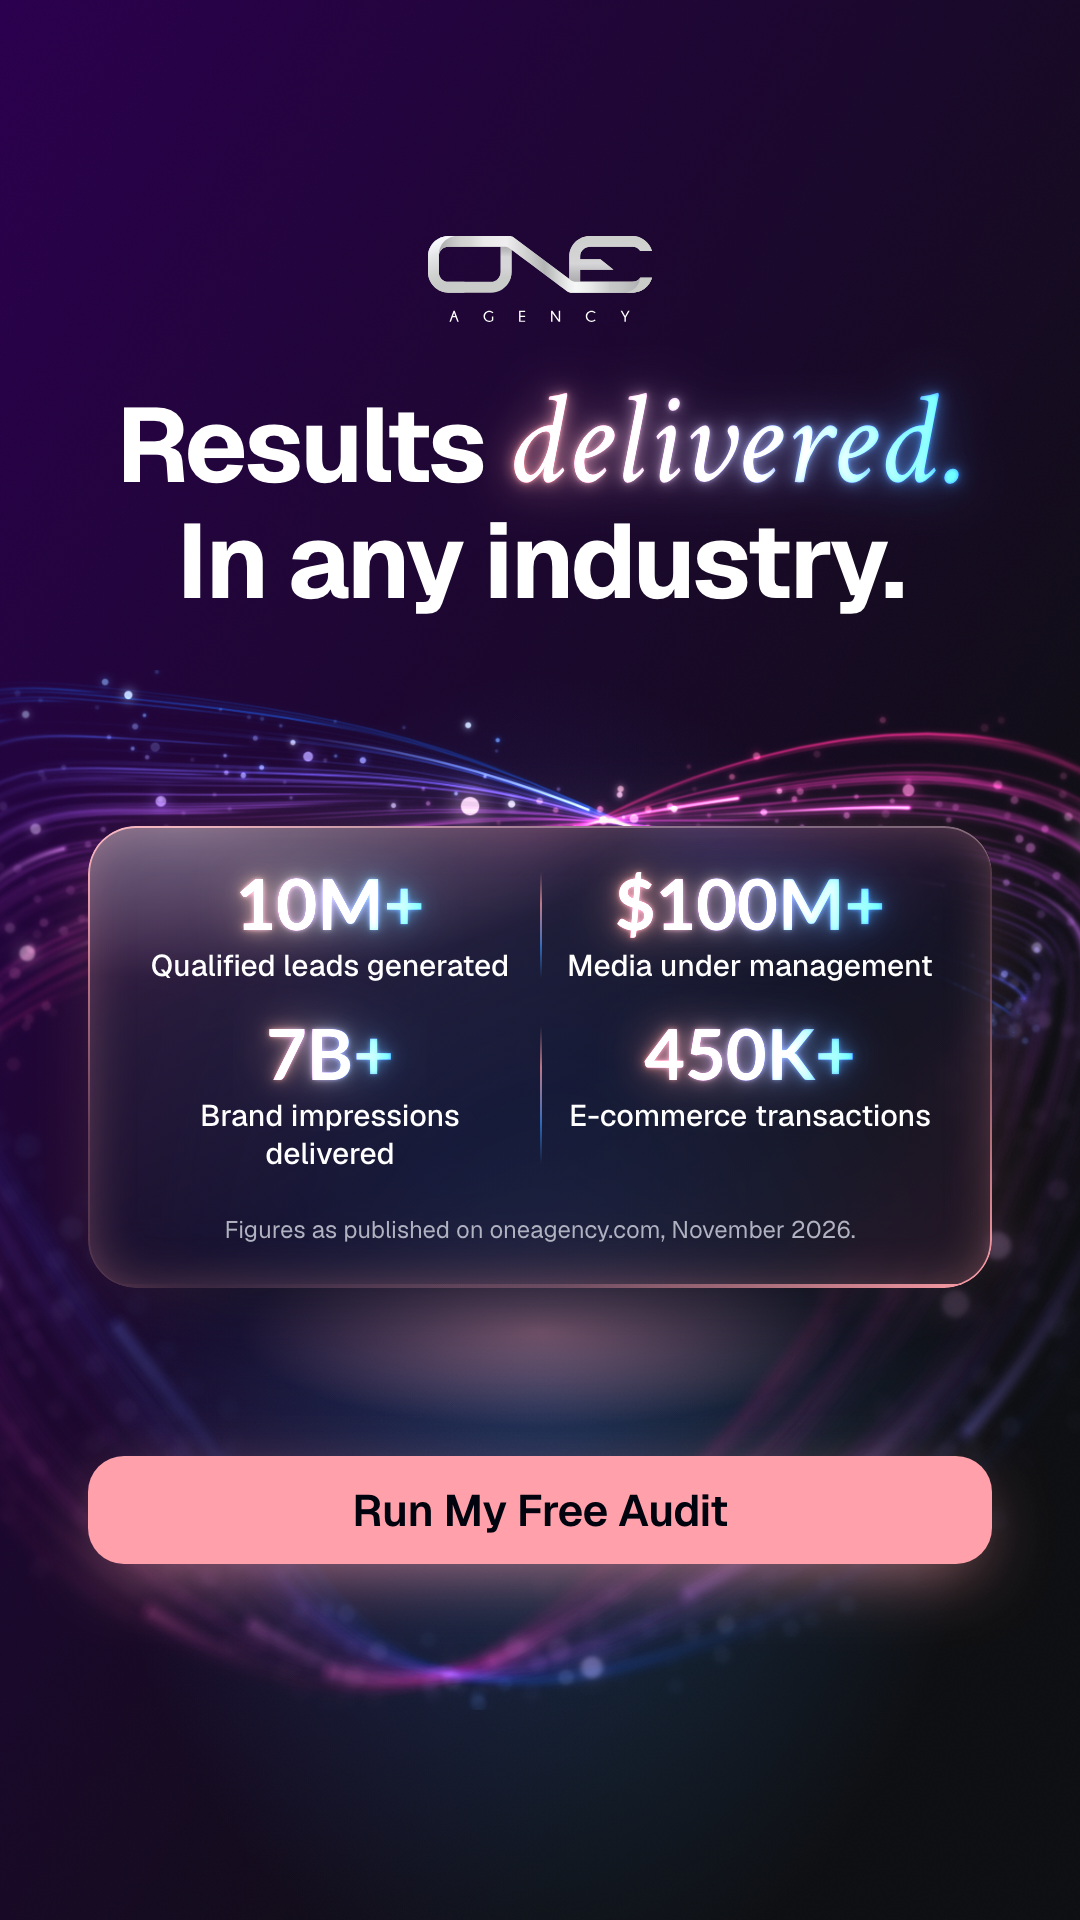 ONE
AGENCY
Results delivered.
In any industry.
10M+
Qualified leads generated
$100M+
Media under management
7B+
Brand impressions
delivered
450K+
E-commerce transactions
Figures as published on oneagency.com, November 2026.
Run My Free Audit